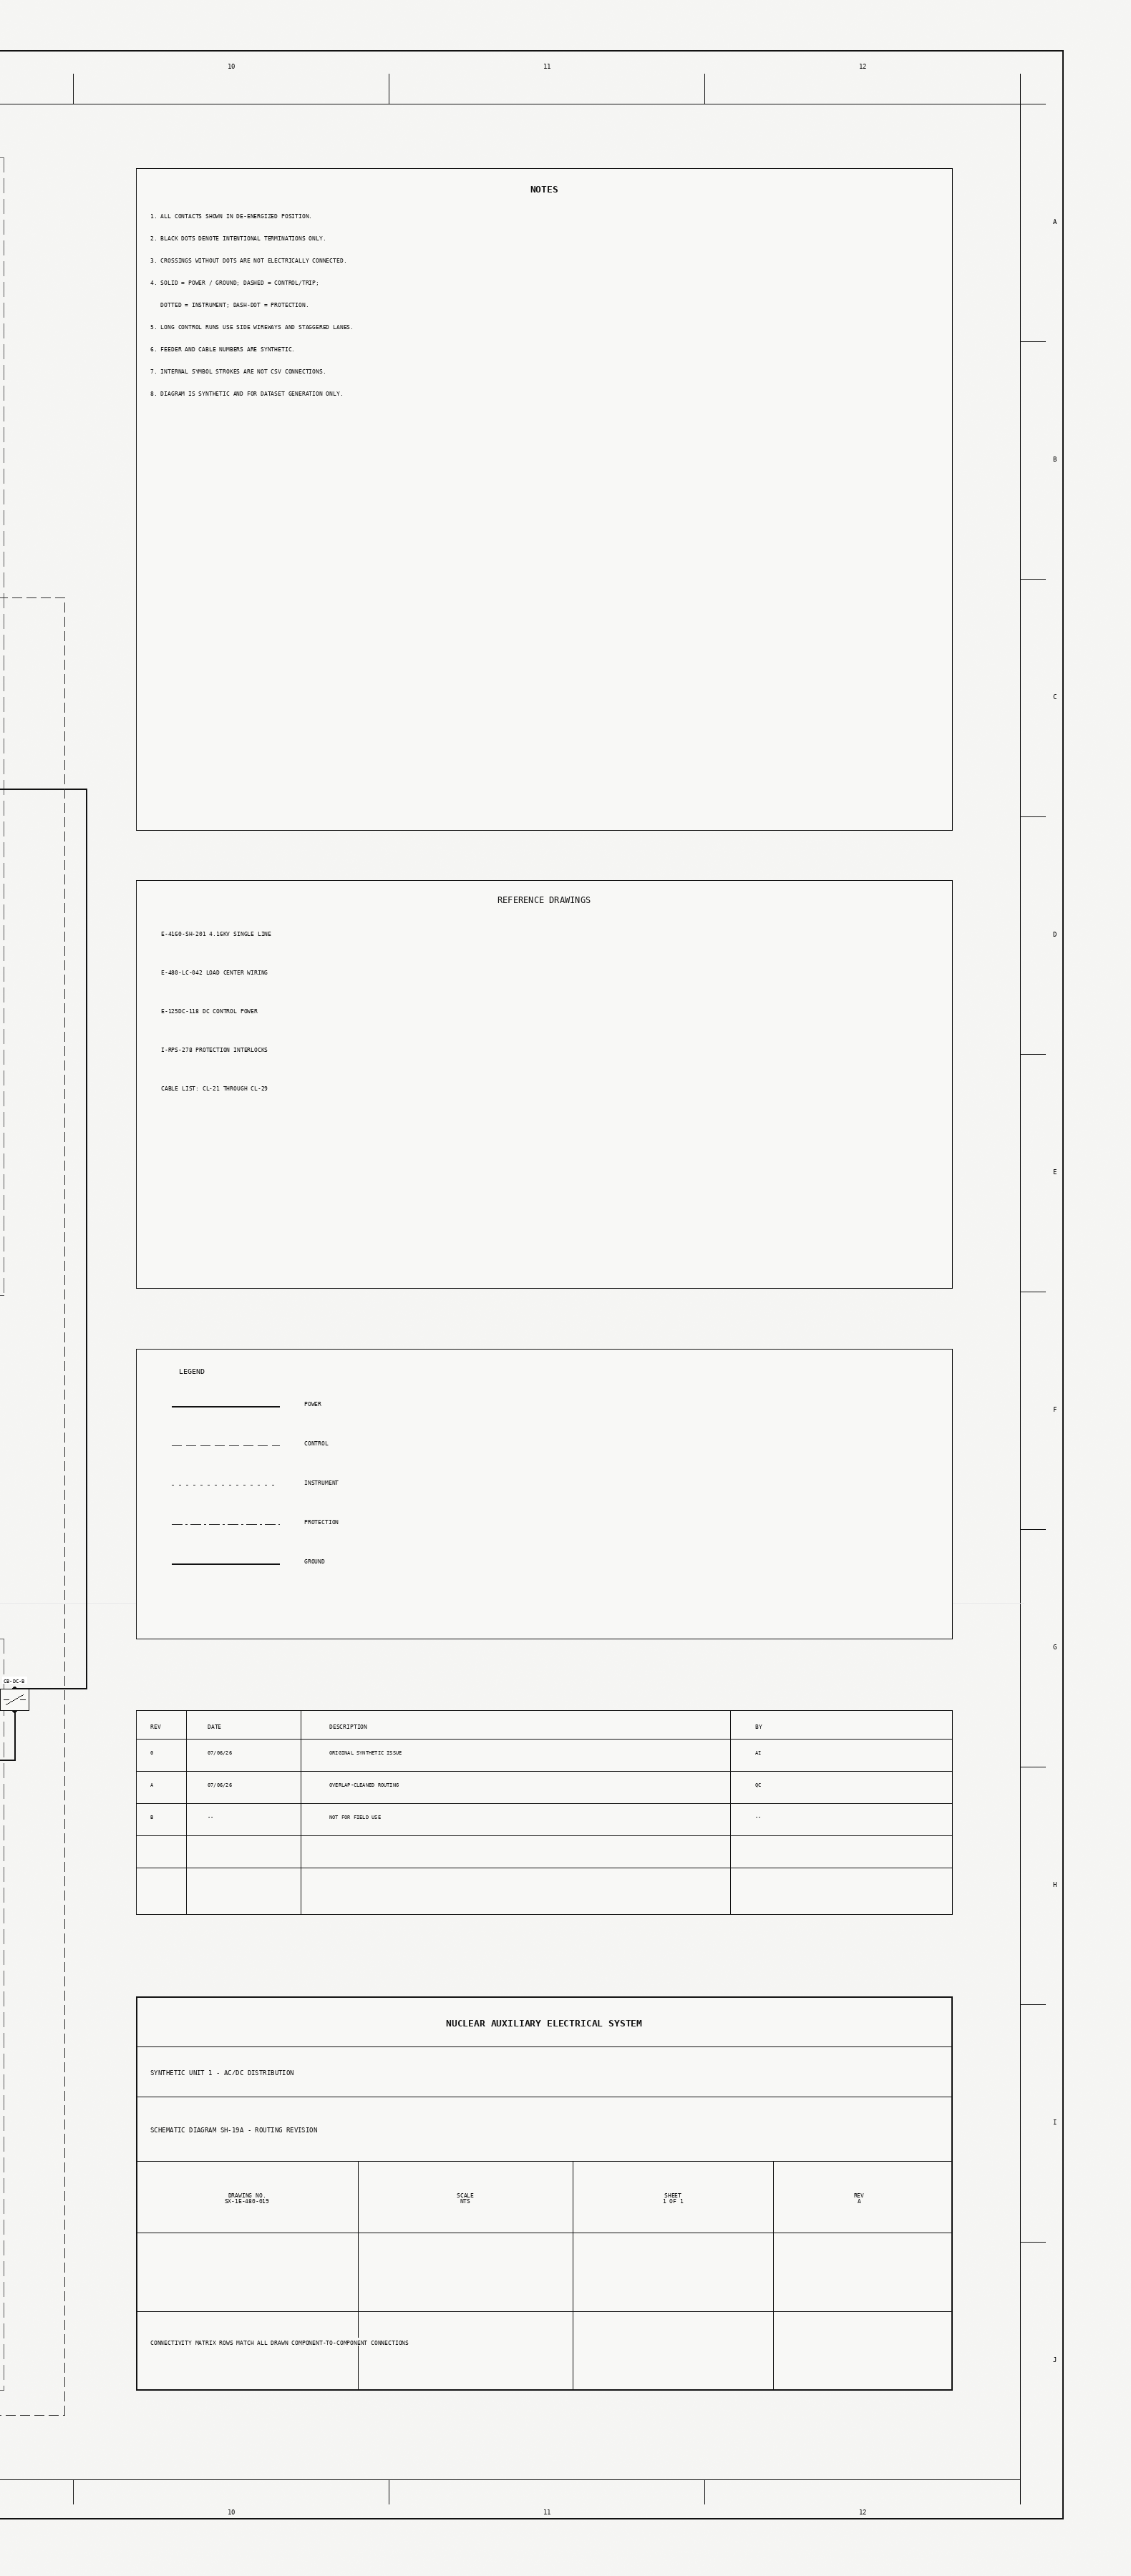 10 11 12
NOTES
1. ALL CONTACTS SHOWN IN DE-ENERGIZED POSITION.
2. BLACK DOTS DENOTE INTENTIONAL TERMINATIONS ONLY.
3. CROSSINGS WITHOUT DOTS ARE NOT ELECTRICALLY CONNECTED.
4. SOLID = POWER / GROUND; DASHED = CONTROL/TRIP;
DOTTED = INSTRUMENT; DASH-DOT = PROTECTION.
5. LONG CONTROL RUNS USE SIDE WIREWAYS AND STAGGERED LANES.
6. FEEDER AND CABLE NUMBERS ARE SYNTHETIC.
7. INTERNAL SYMBOL STROKES ARE NOT CSV CONNECTIONS.
8. DIAGRAM IS SYNTHETIC AND FOR DATASET GENERATION ONLY.
A
B
C
REFERENCE DRAWINGS
E-4160-SH-201 4.16KV SINGLE LINE
E-480-LC-042 LOAD CENTER WIRING
E-125DC-118 DC CONTROL POWER
I-RPS-278 PROTECTION INTERLOCKS
CABLE LIST: CL-21 THROUGH CL-29
D
E
LEGEND
POWER
CONTROL
INSTRUMENT
PROTECTION
GROUND
F
G
CB-DC-B
REV DATE DESCRIPTION BY
0 07/06/26 ORIGINAL SYNTHETIC ISSUE AI
A 07/06/26 OVERLAP-CLEANED ROUTING QC
B -- NOT FOR FIELD USE --
H
NUCLEAR AUXILIARY ELECTRICAL SYSTEM
SYNTHETIC UNIT 1 - AC/DC DISTRIBUTION
SCHEMATIC DIAGRAM SH-19A - ROUTING REVISION
I
DRAWING NO. SCALE SHEET REV
SX-1E-480-019 NTS 1 OF 1 A
CONNECTIVITY MATRIX ROWS MATCH ALL DRAWN COMPONENT-TO-COMPONENT CONNECTIONS
J
10 11 12